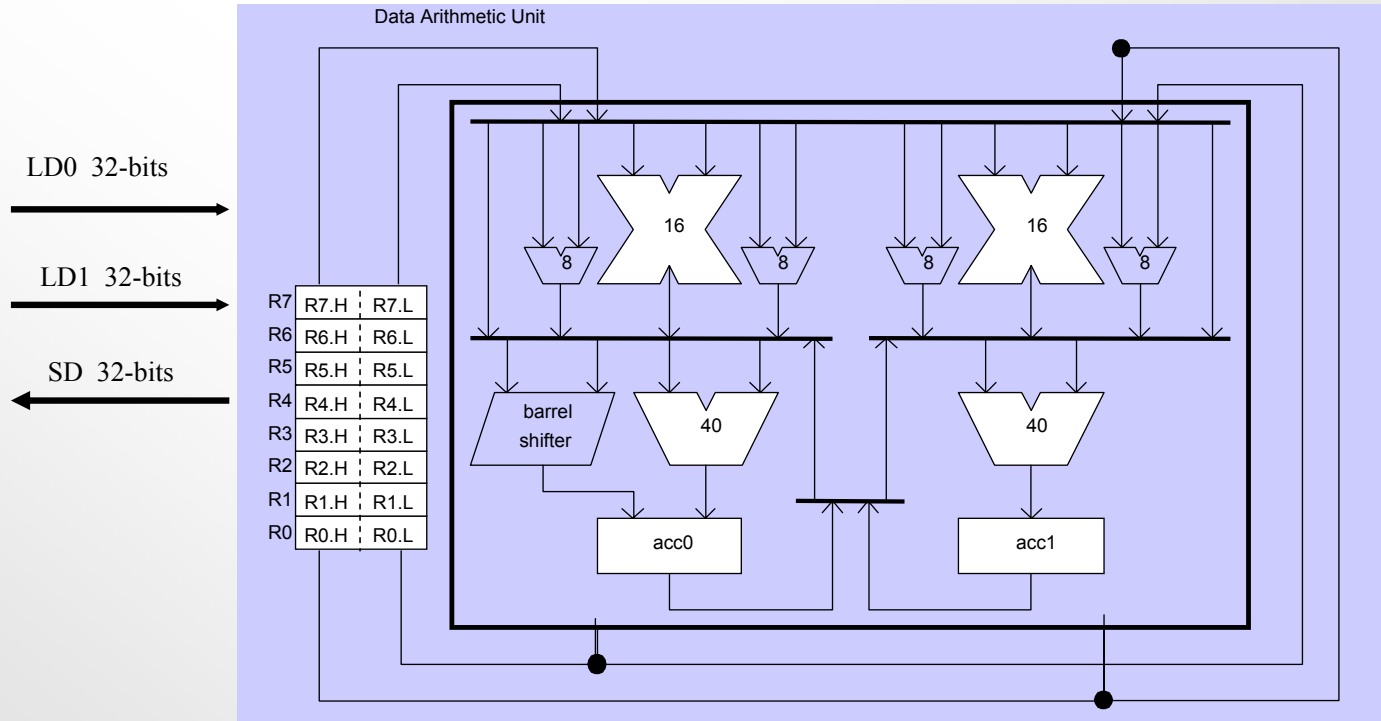 Data Arithmetic Unit
LD0 32-bits
LD1 32-bits
SD 32-bits
R7 R7.H R7.L
R6 R6.H R6.L
R5 R5.H R5.L
R4 R4.H R4.L
R3 R3.H R3.L
R2 R2.H R2.L
R1 R1.H R1.L
R0 R0.H R0.L
16
16
8
8
8
8
barrel
shifter
40
40
acc0
acc1